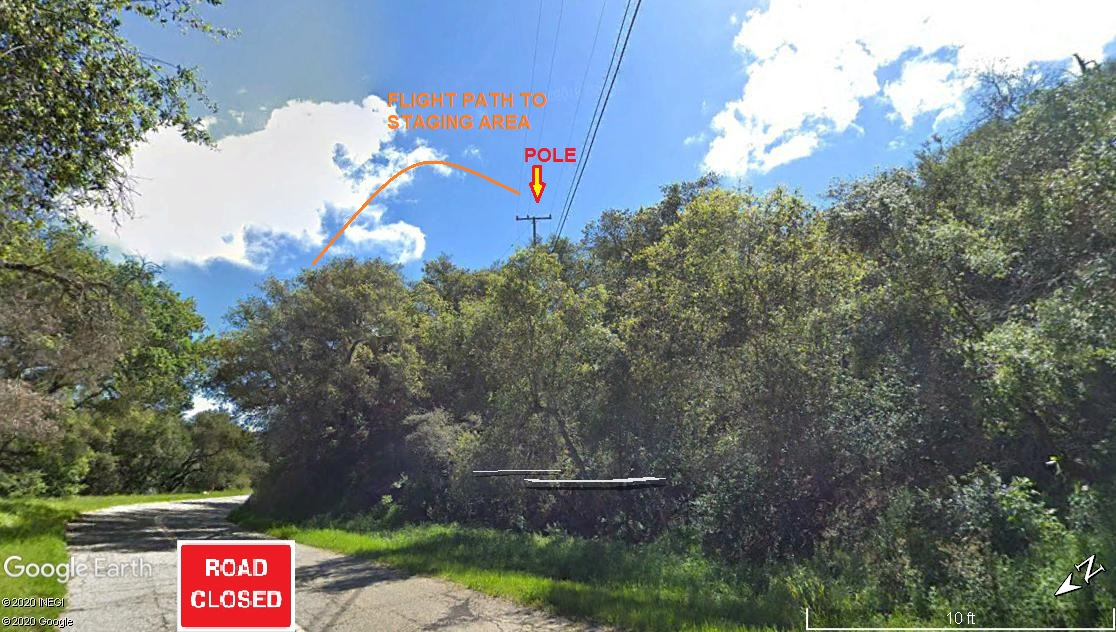 FLIGHT PATH TO
STAGING AREA
POLE
ROAD
CLOSED
Google Earth
© 2020 INEGI
© 2020 Google
10 ft
N